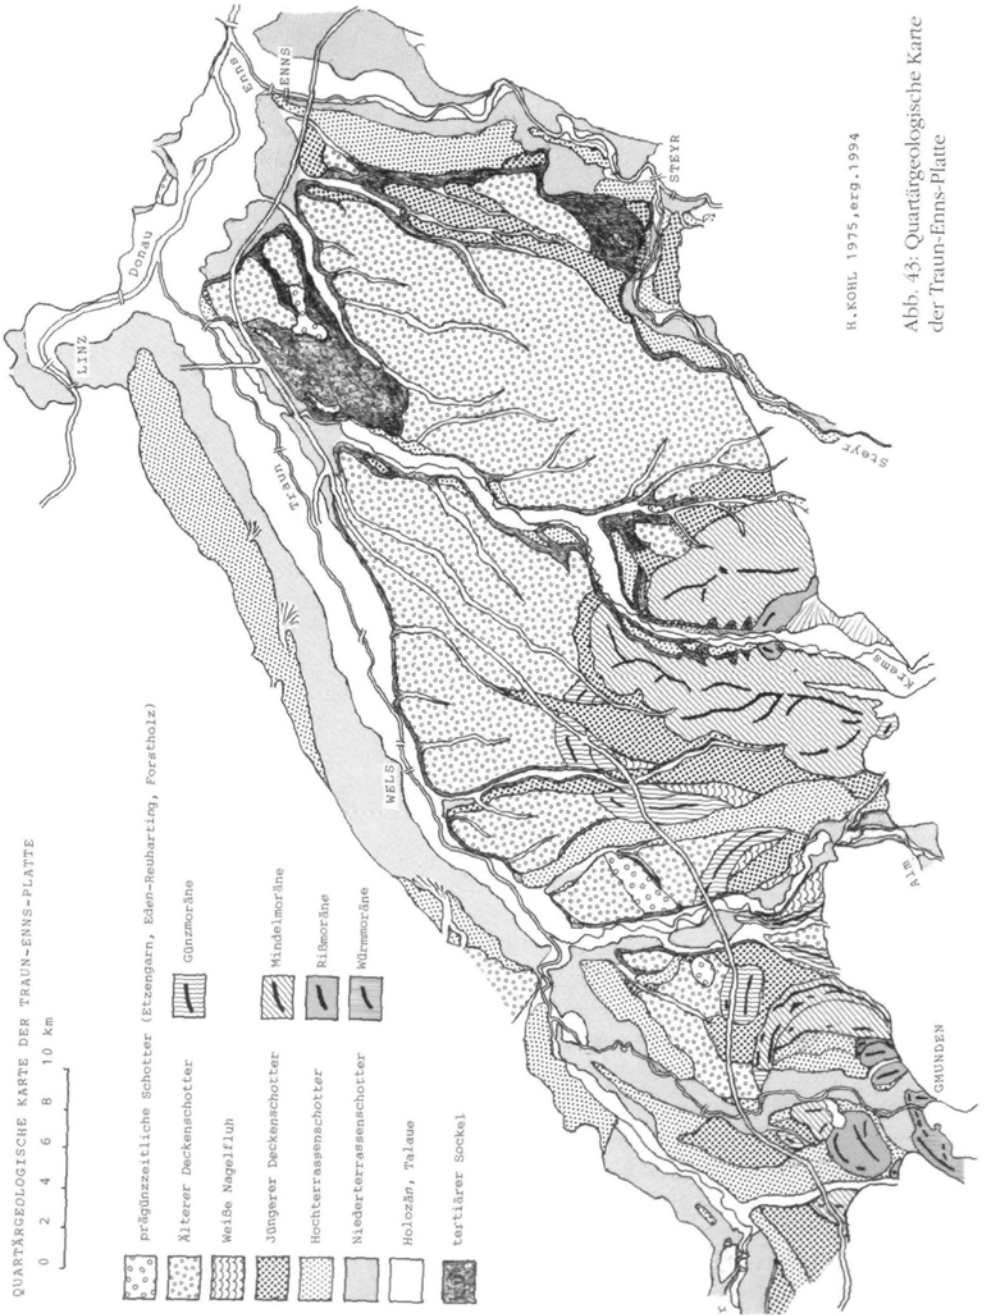 QUARTÄRGEOLOGISCHE KARTE DER TRAUN-ENNS-PLATTE
0 2 4 6 8 10 km
prägünzzeitliche Schotter (Etzengarn, Eden-Reuharting, Forstholz)
Älterer Deckenschotter
Weiße Nagelfluh
Jüngerer Deckenschotter
Hochterrassenschotter
Niederterrassenschotter
Holozän, Talaue
tertiärer Sockel
Günzmoräne
Mindelmoräne
Rißmoräne
Würmmoräne
LINZ
Donau
Enns
ENNS
Traun
WELS
STEYR
Steyr
Krems
Alm
GMUNDEN
H.KOHL 1975,erg.1994
Abb. 43: Quartärgeologische Karte
der Traun-Enns-Platte